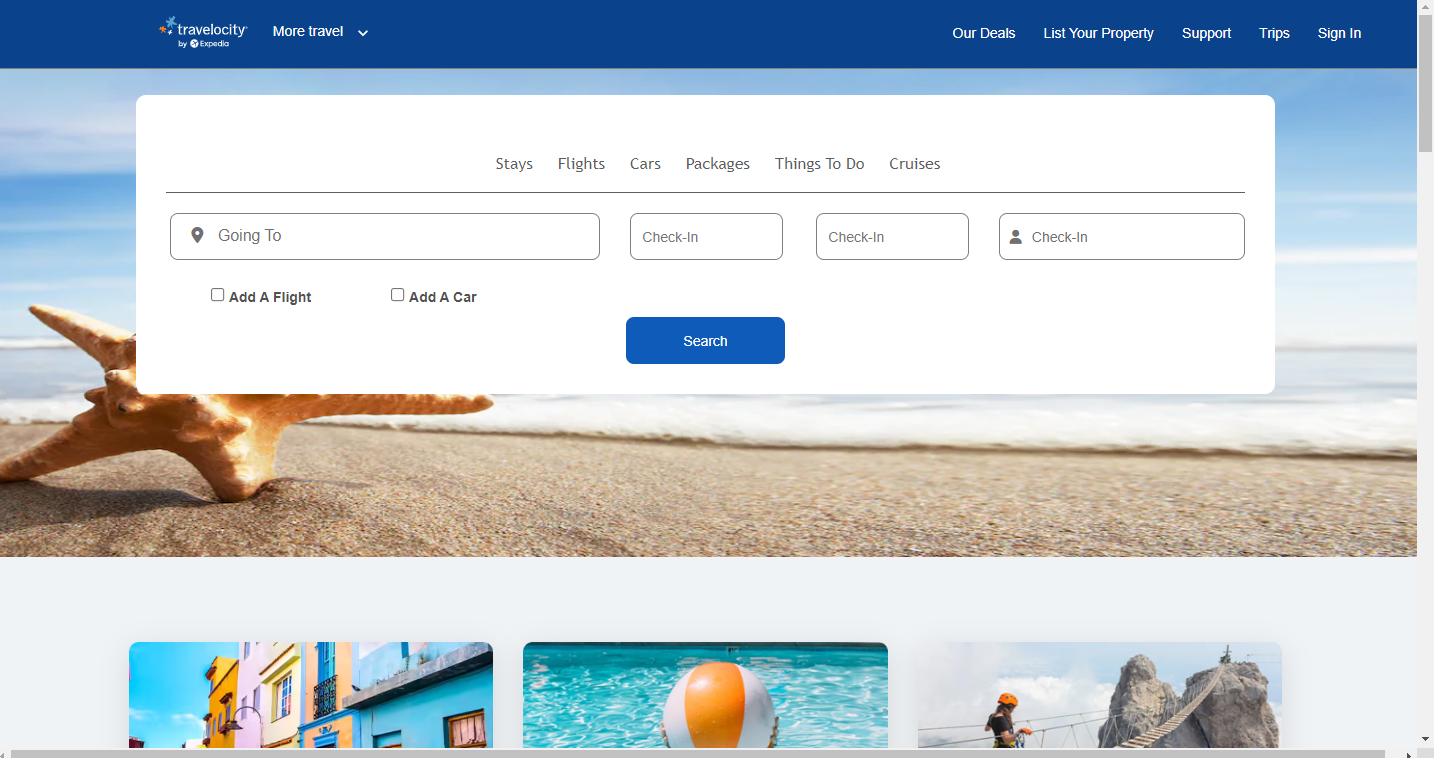 travelocity
by Expedia
More travel
Our Deals
List Your Property
Support
Trips
Sign In
Stays
Flights
Cars
Packages
Things To Do
Cruises
Going To
Check-In
Check-In
Check-In
Add A Flight
Add A Car
Search